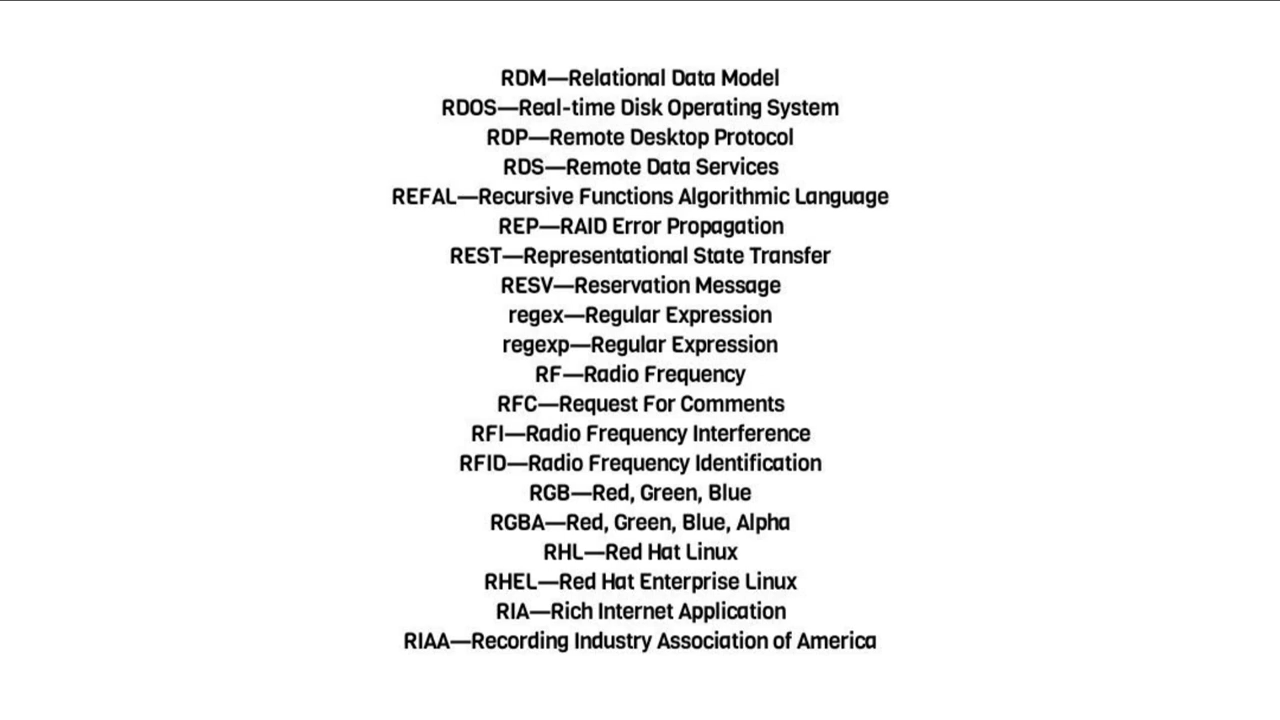 RDM—Relational Data Model
RDOS—Real-time Disk Operating System
RDP—Remote Desktop Protocol
RDS—Remote Data Services
REFAL—Recursive Functions Algorithmic Language
REP—RAID Error Propagation
REST—Representational State Transfer
RESV—Reservation Message
regex—Regular Expression
regexp—Regular Expression
RF—Radio Frequency
RFC—Request For Comments
RFI—Radio Frequency Interference
RFID—Radio Frequency Identification
RGB—Red, Green, Blue
RGBA—Red, Green, Blue, Alpha
RHL—Red Hat Linux
RHEL—Red Hat Enterprise Linux
RIA—Rich Internet Application
RIAA—Recording Industry Association of America